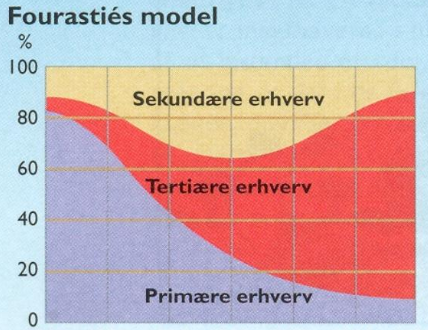 Fourastiés model
%
100
Sekundære erhverv
80
60
Tertiære erhverv
40
20
Primære erhverv
0